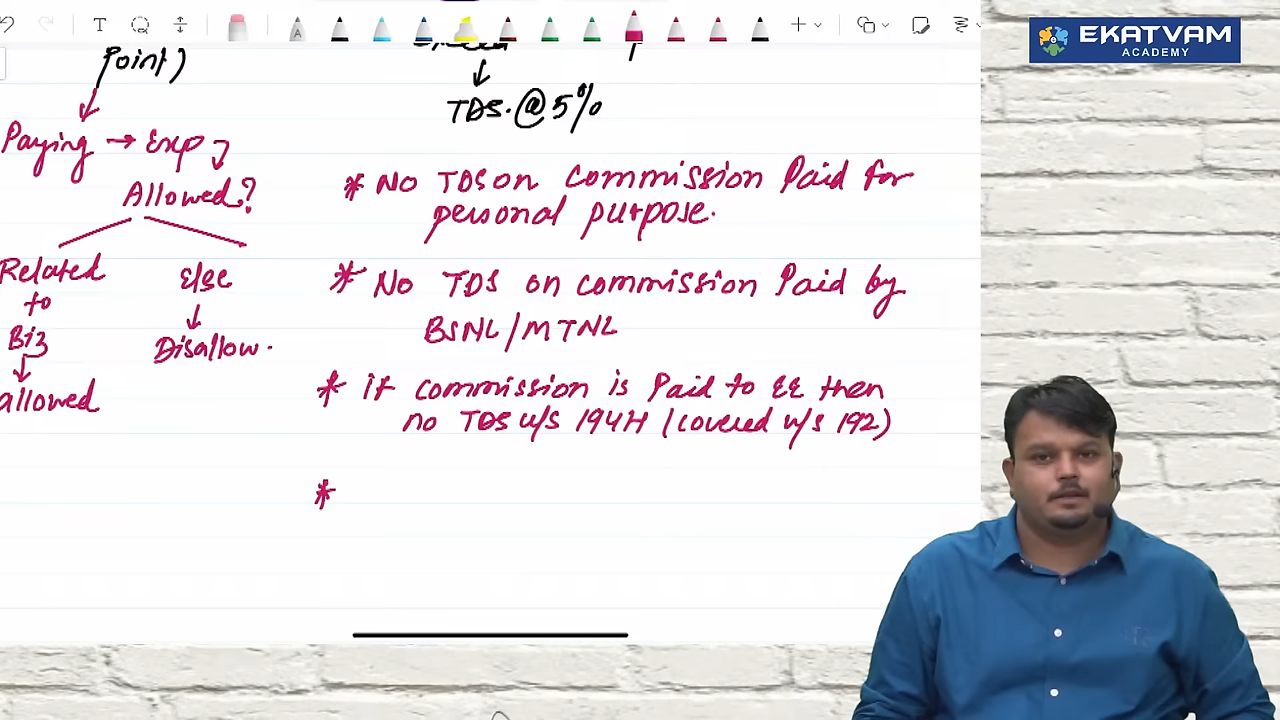 Point)
TDS. @ 5%
Paying → Exp
Allowed?
Related
to
Biz
allowed
Else
Disallow.
* No TDS on commission Paid for
personal purpose.
* No TDS on commission Paid by
BSNL/MTNL
* if commission is Paid to EE then
no TDS u/s 194H (covered u/s 192)
*
EKATVAM
ACADEMY